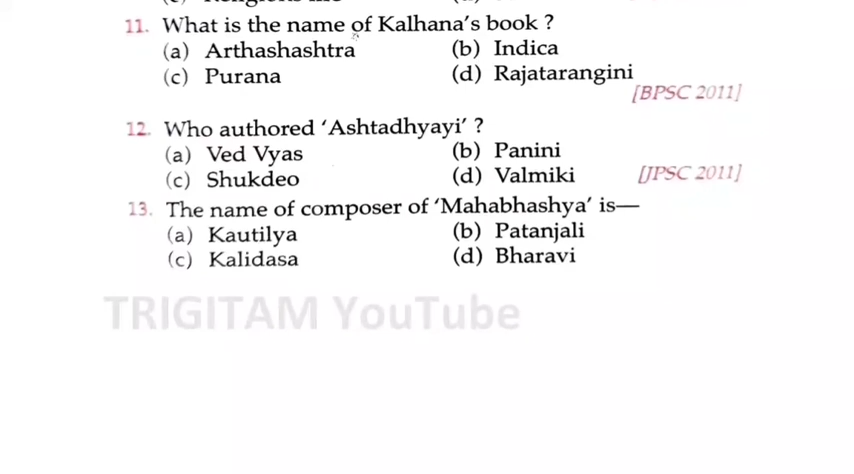 11. What is the name of Kalhana's book ?
(a) Arthashashtra (b) Indica
(c) Purana (d) Rajatarangini
[BPSC 2011]
12. Who authored 'Ashtadhyayi' ?
(a) Ved Vyas (b) Panini
(c) Shukdeo (d) Valmiki [JPSC 2011]
13. The name of composer of 'Mahabhashya' is—
(a) Kautilya (b) Patanjali
(c) Kalidasa (d) Bharavi
TRIGITAM YouTube